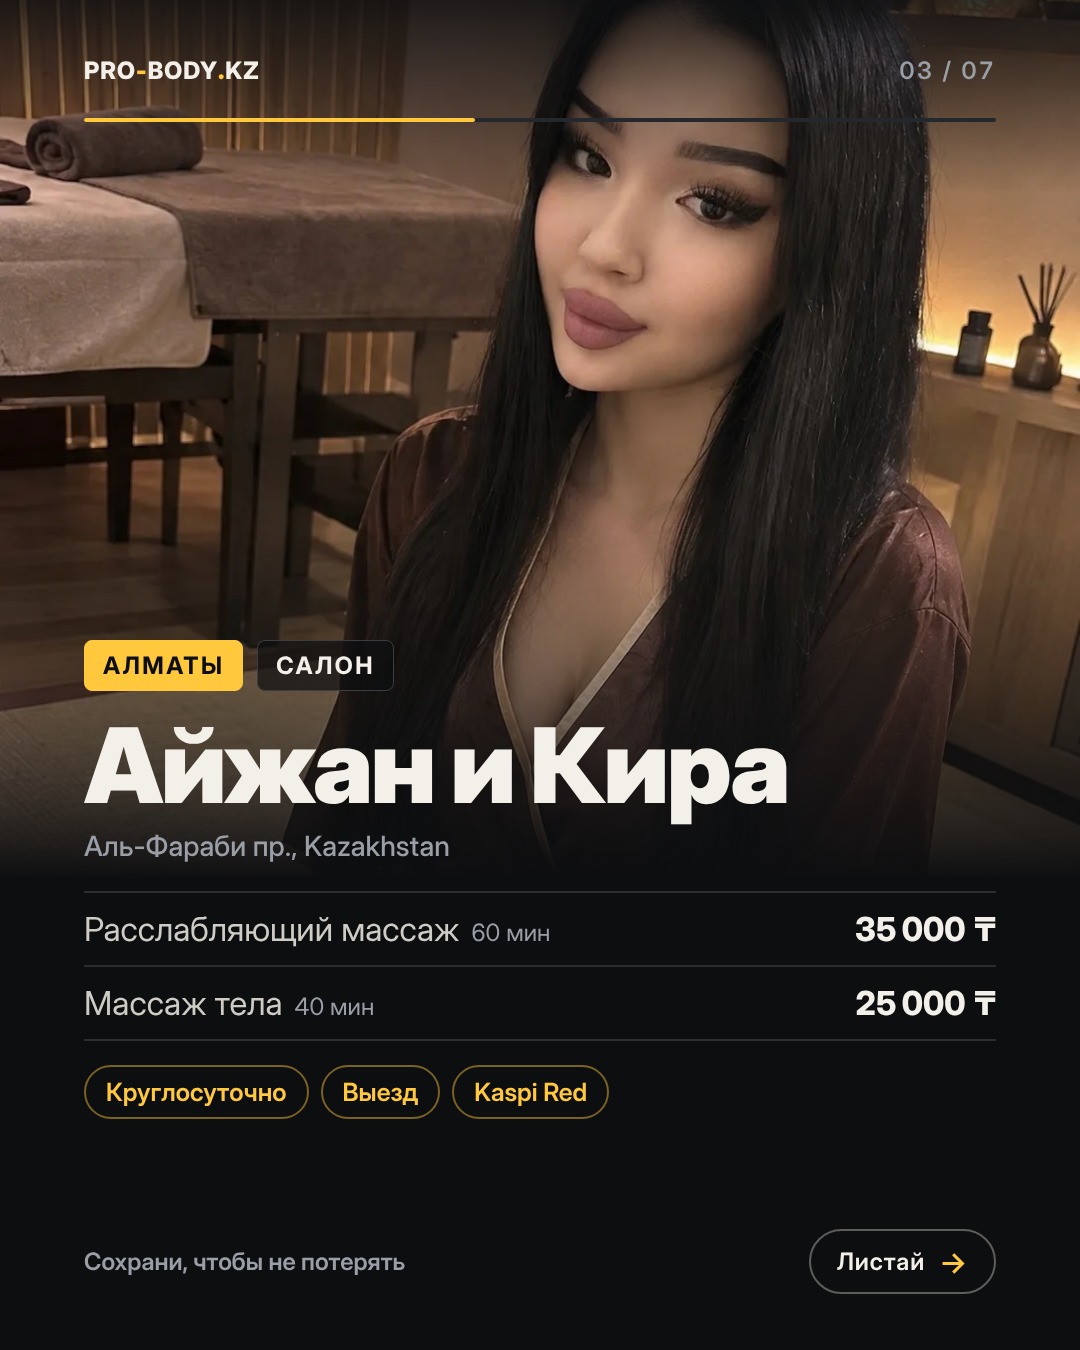 PRO-BODY.KZ
03 / 07
АЛМАТЫ
САЛОН
Айжан и Кира
Аль-Фараби пр., Kazakhstan
Расслабляющий массаж 60 мин 35 000 ₸
Массаж тела 40 мин 25 000 ₸
Круглосуточно
Выезд
Kaspi Red
Сохрани, чтобы не потерять
Листай →